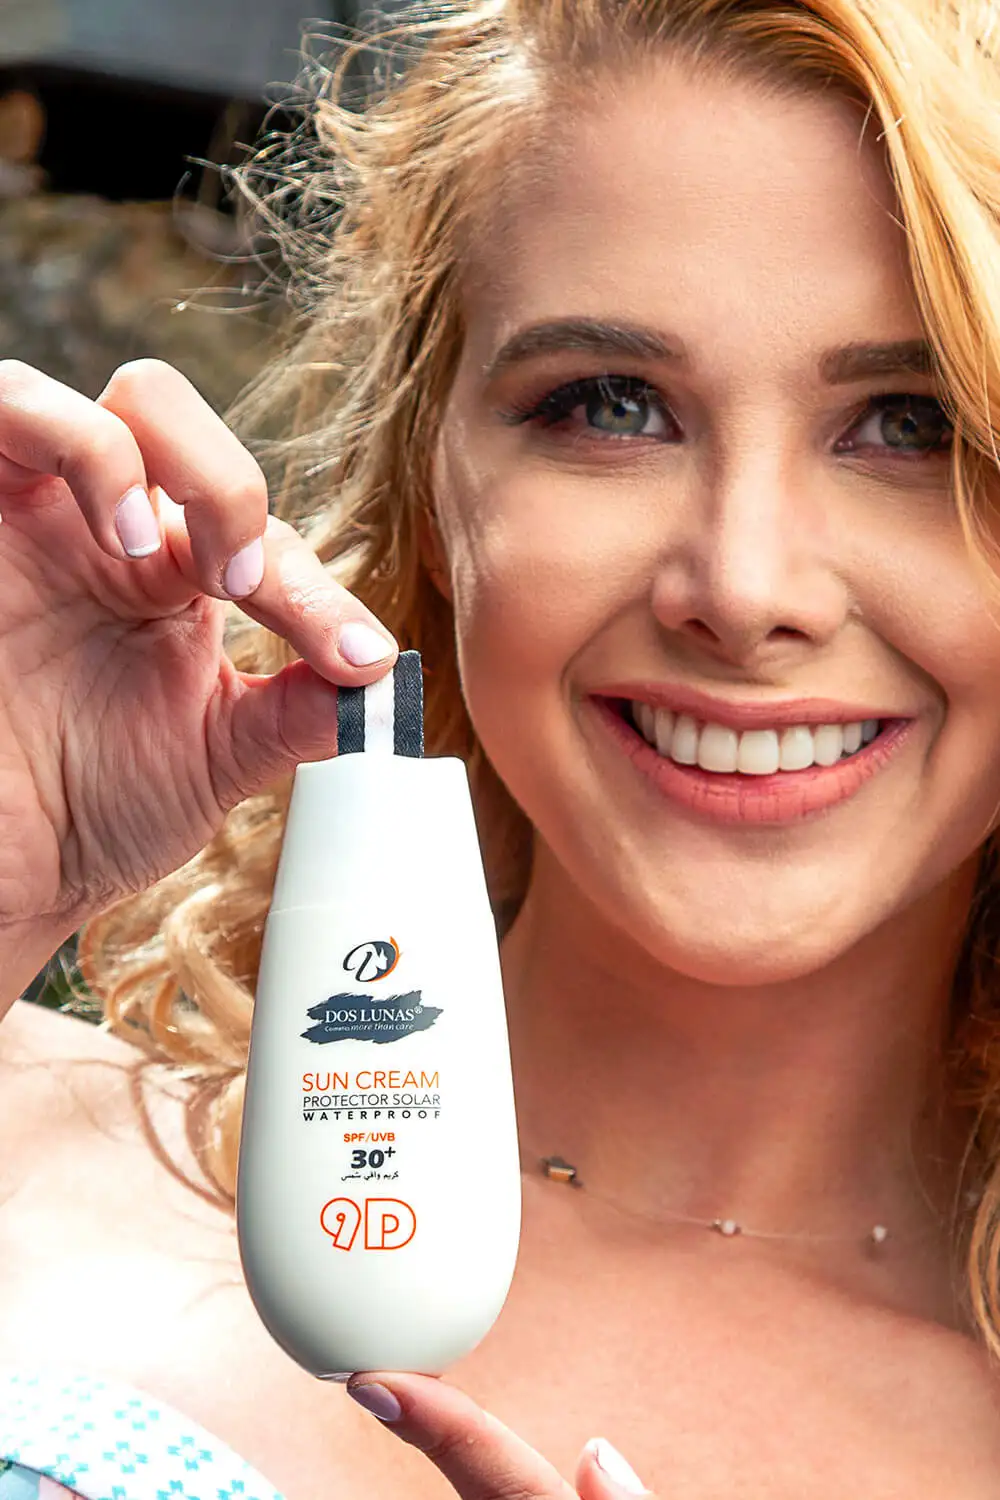 DOS LUNAS®
Cosmetics more than care
SUN CREAM
PROTECTOR SOLAR
WATERPROOF
SPF/UVB
30+
كريم واقي شمس
9D